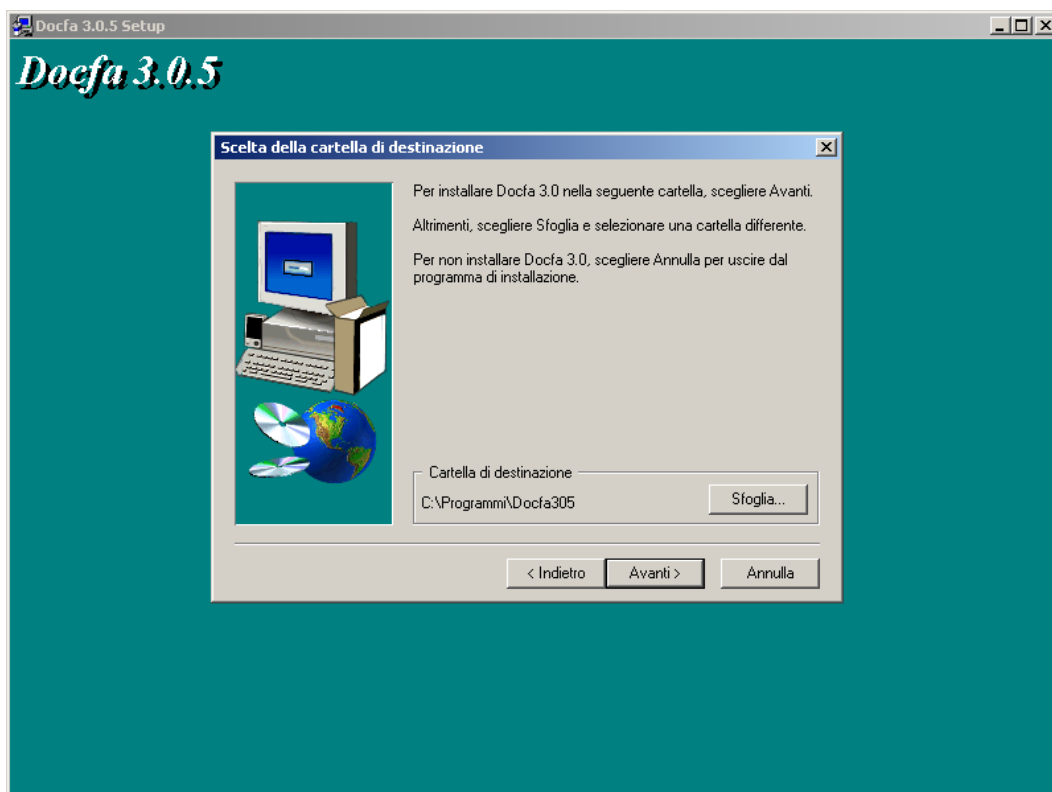 Docfa 3.0.5 Setup
Docfa 3.0.5
Scelta della cartella di destinazione
Per installare Docfa 3.0 nella seguente cartella, scegliere Avanti.
Altrimenti, scegliere Sfoglia e selezionare una cartella differente.
Per non installare Docfa 3.0, scegliere Annulla per uscire dal
programma di installazione.
Cartella di destinazione
C:\Programmi\Docfa305
Sfoglia...
< Indietro
Avanti >
Annulla